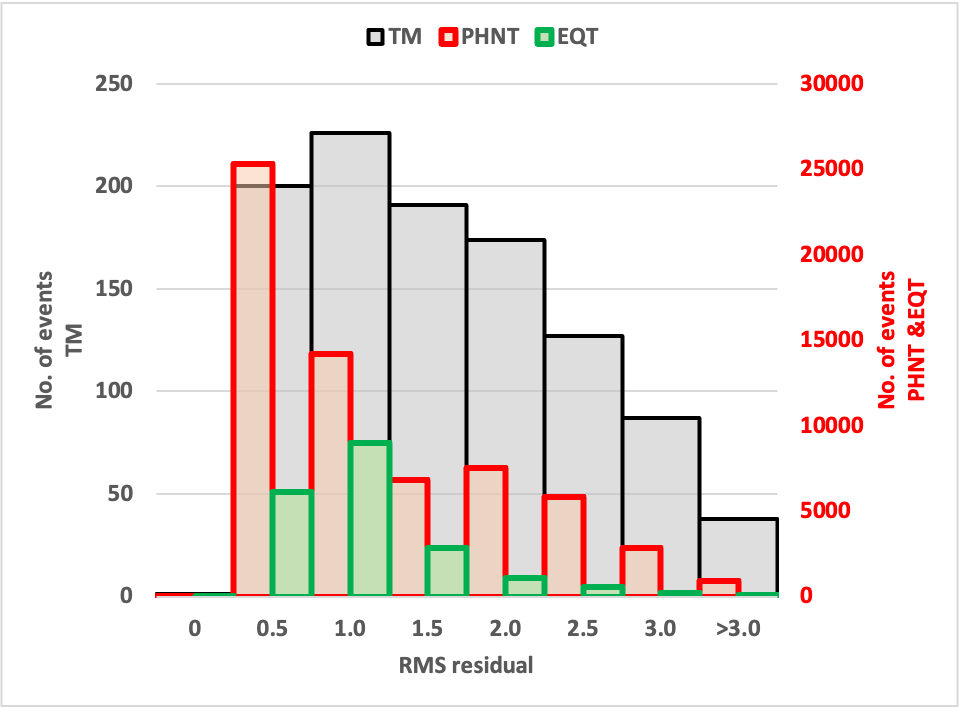 TM PHNT EQT
250
200
150
100
50
0
No. of events
TM
30000
25000
20000
15000
10000
5000
0
No. of events
PHNT &EQT
0 0.5 1.0 1.5 2.0 2.5 3.0 >3.0
RMS residual